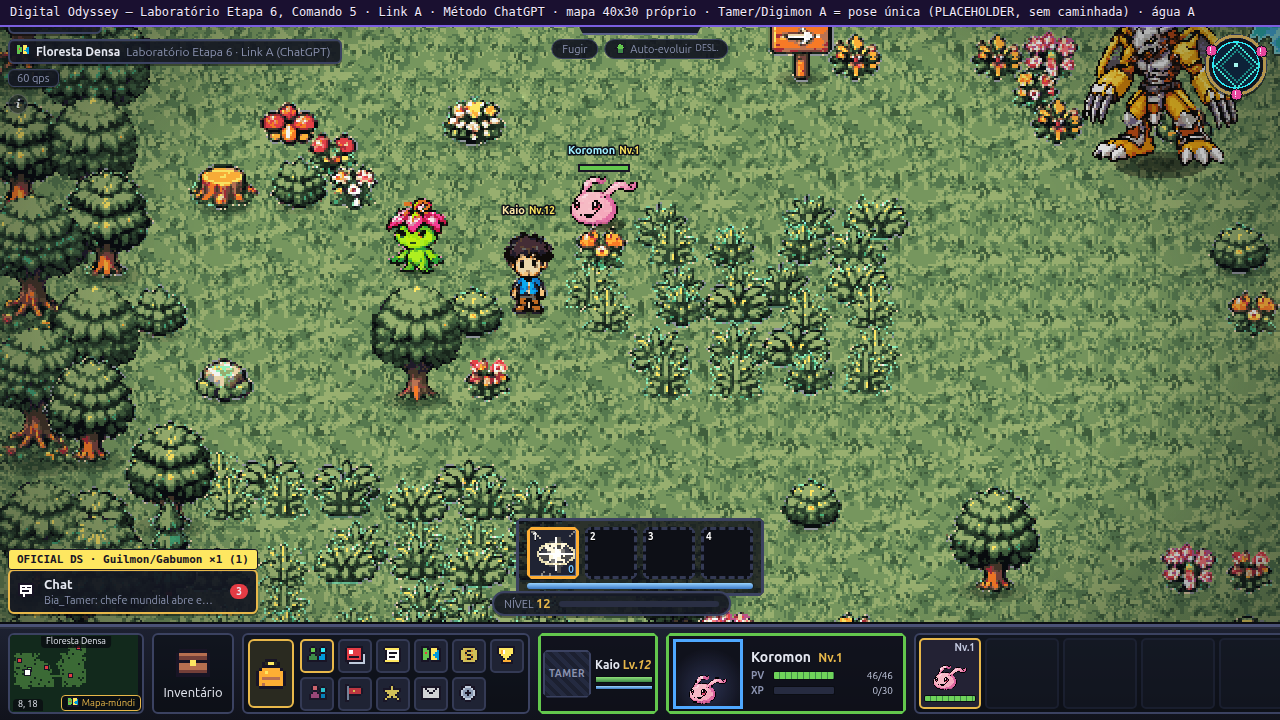 Digital Odyssey — Laboratório Etapa 6, Comando 5 · Link A · Método ChatGPT · mapa 40x30 próprio · Tamer/Digimon A = pose única (PLACEHOLDER, sem caminhada) · água A
Floresta Densa Laboratório Etapa 6 · Link A (ChatGPT)
Fugir
Auto-evoluir DESL.
60 qps
i
Koromon Nv.1
Kaio Nv.12
OFICIAL DS · Guilmon/Gabumon ×1 (1)
Chat
Bia_Tamer: chefe mundial abre e...
3
1 2 3 4
0
NÍVEL 12
Floresta Densa
8, 18
Mapa-múndi
Inventário
TAMER
Kaio Lv.12
Koromon Nv.1
PV 46/46
XP 0/30
Nv.1